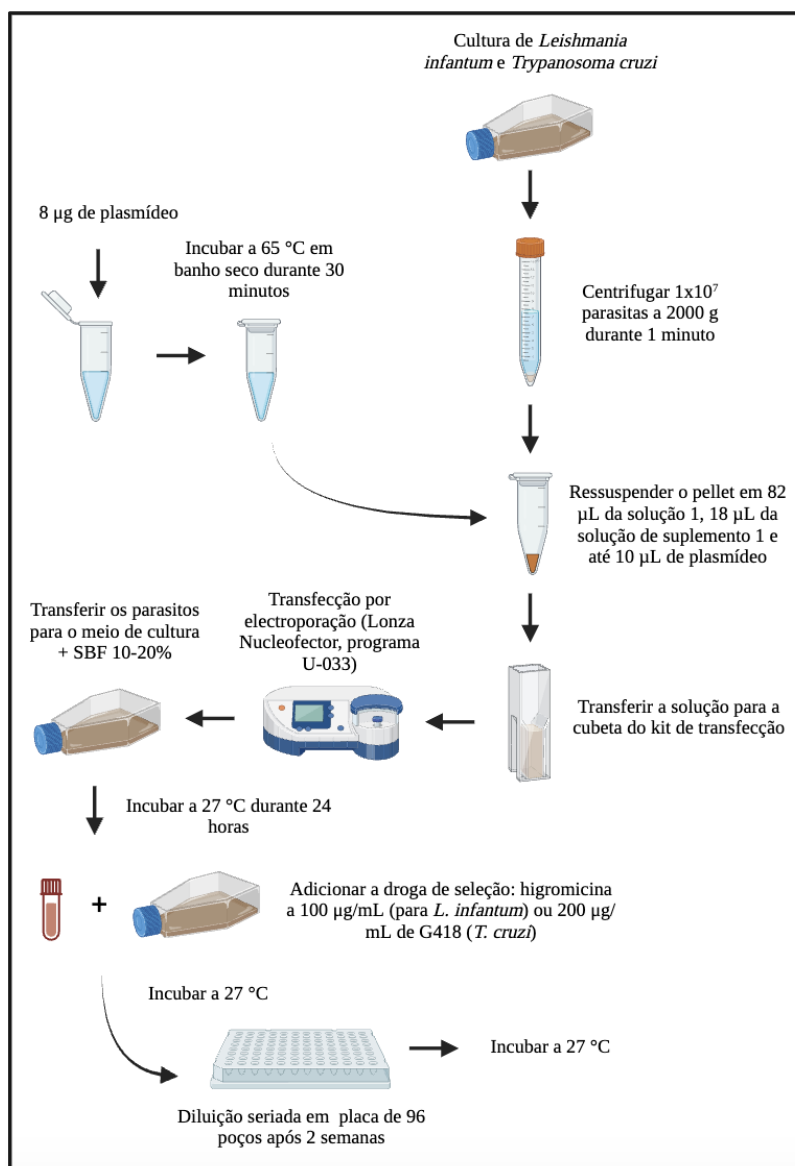 Cultura de Leishmania
infantum e Trypanosoma cruzi
8 µg de plasmídeo
Incubar a 65 °C em
banho seco durante 30
minutos
Centrifugar 1x10⁷
parasitas a 2000 g
durante 1 minuto
Ressuspender o pellet em 82
µL da solução 1, 18 µL da
solução de suplemento 1 e
até 10 µL de plasmídeo
Transferir a solução para a
cubeta do kit de transfecção
Transfecção por
electroporação (Lonza
Nucleofector, programa
U-033)
Transferir os parasitos
para o meio de cultura
+ SBF 10-20%
Incubar a 27 °C durante 24
horas
+
Adicionar a droga de seleção: higromicina
a 100 µg/mL (para L. infantum) ou 200 µg/
mL de G418 (T. cruzi)
Incubar a 27 °C
Diluição seriada em placa de 96
poços após 2 semanas
Incubar a 27 °C